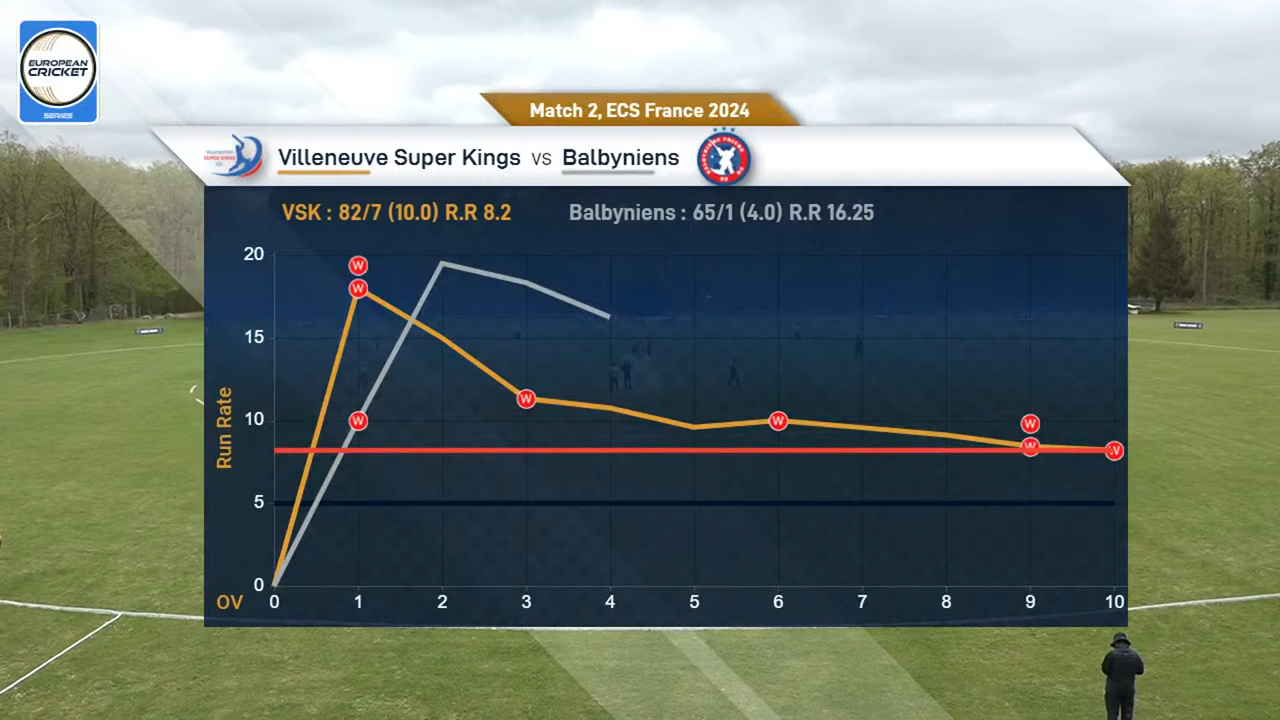 EUROPEAN
CRICKET
SERIES
Match 2, ECS France 2024
Villeneuve Super Kings vs Balbyniens
VSK : 82/7 (10.0) R.R 8.2
Balbyniens : 65/1 (4.0) R.R 16.25
Run Rate
20
15
10
5
0
W
W
W
W
W
W
W
W
OV 0 1 2 3 4 5 6 7 8 9 10